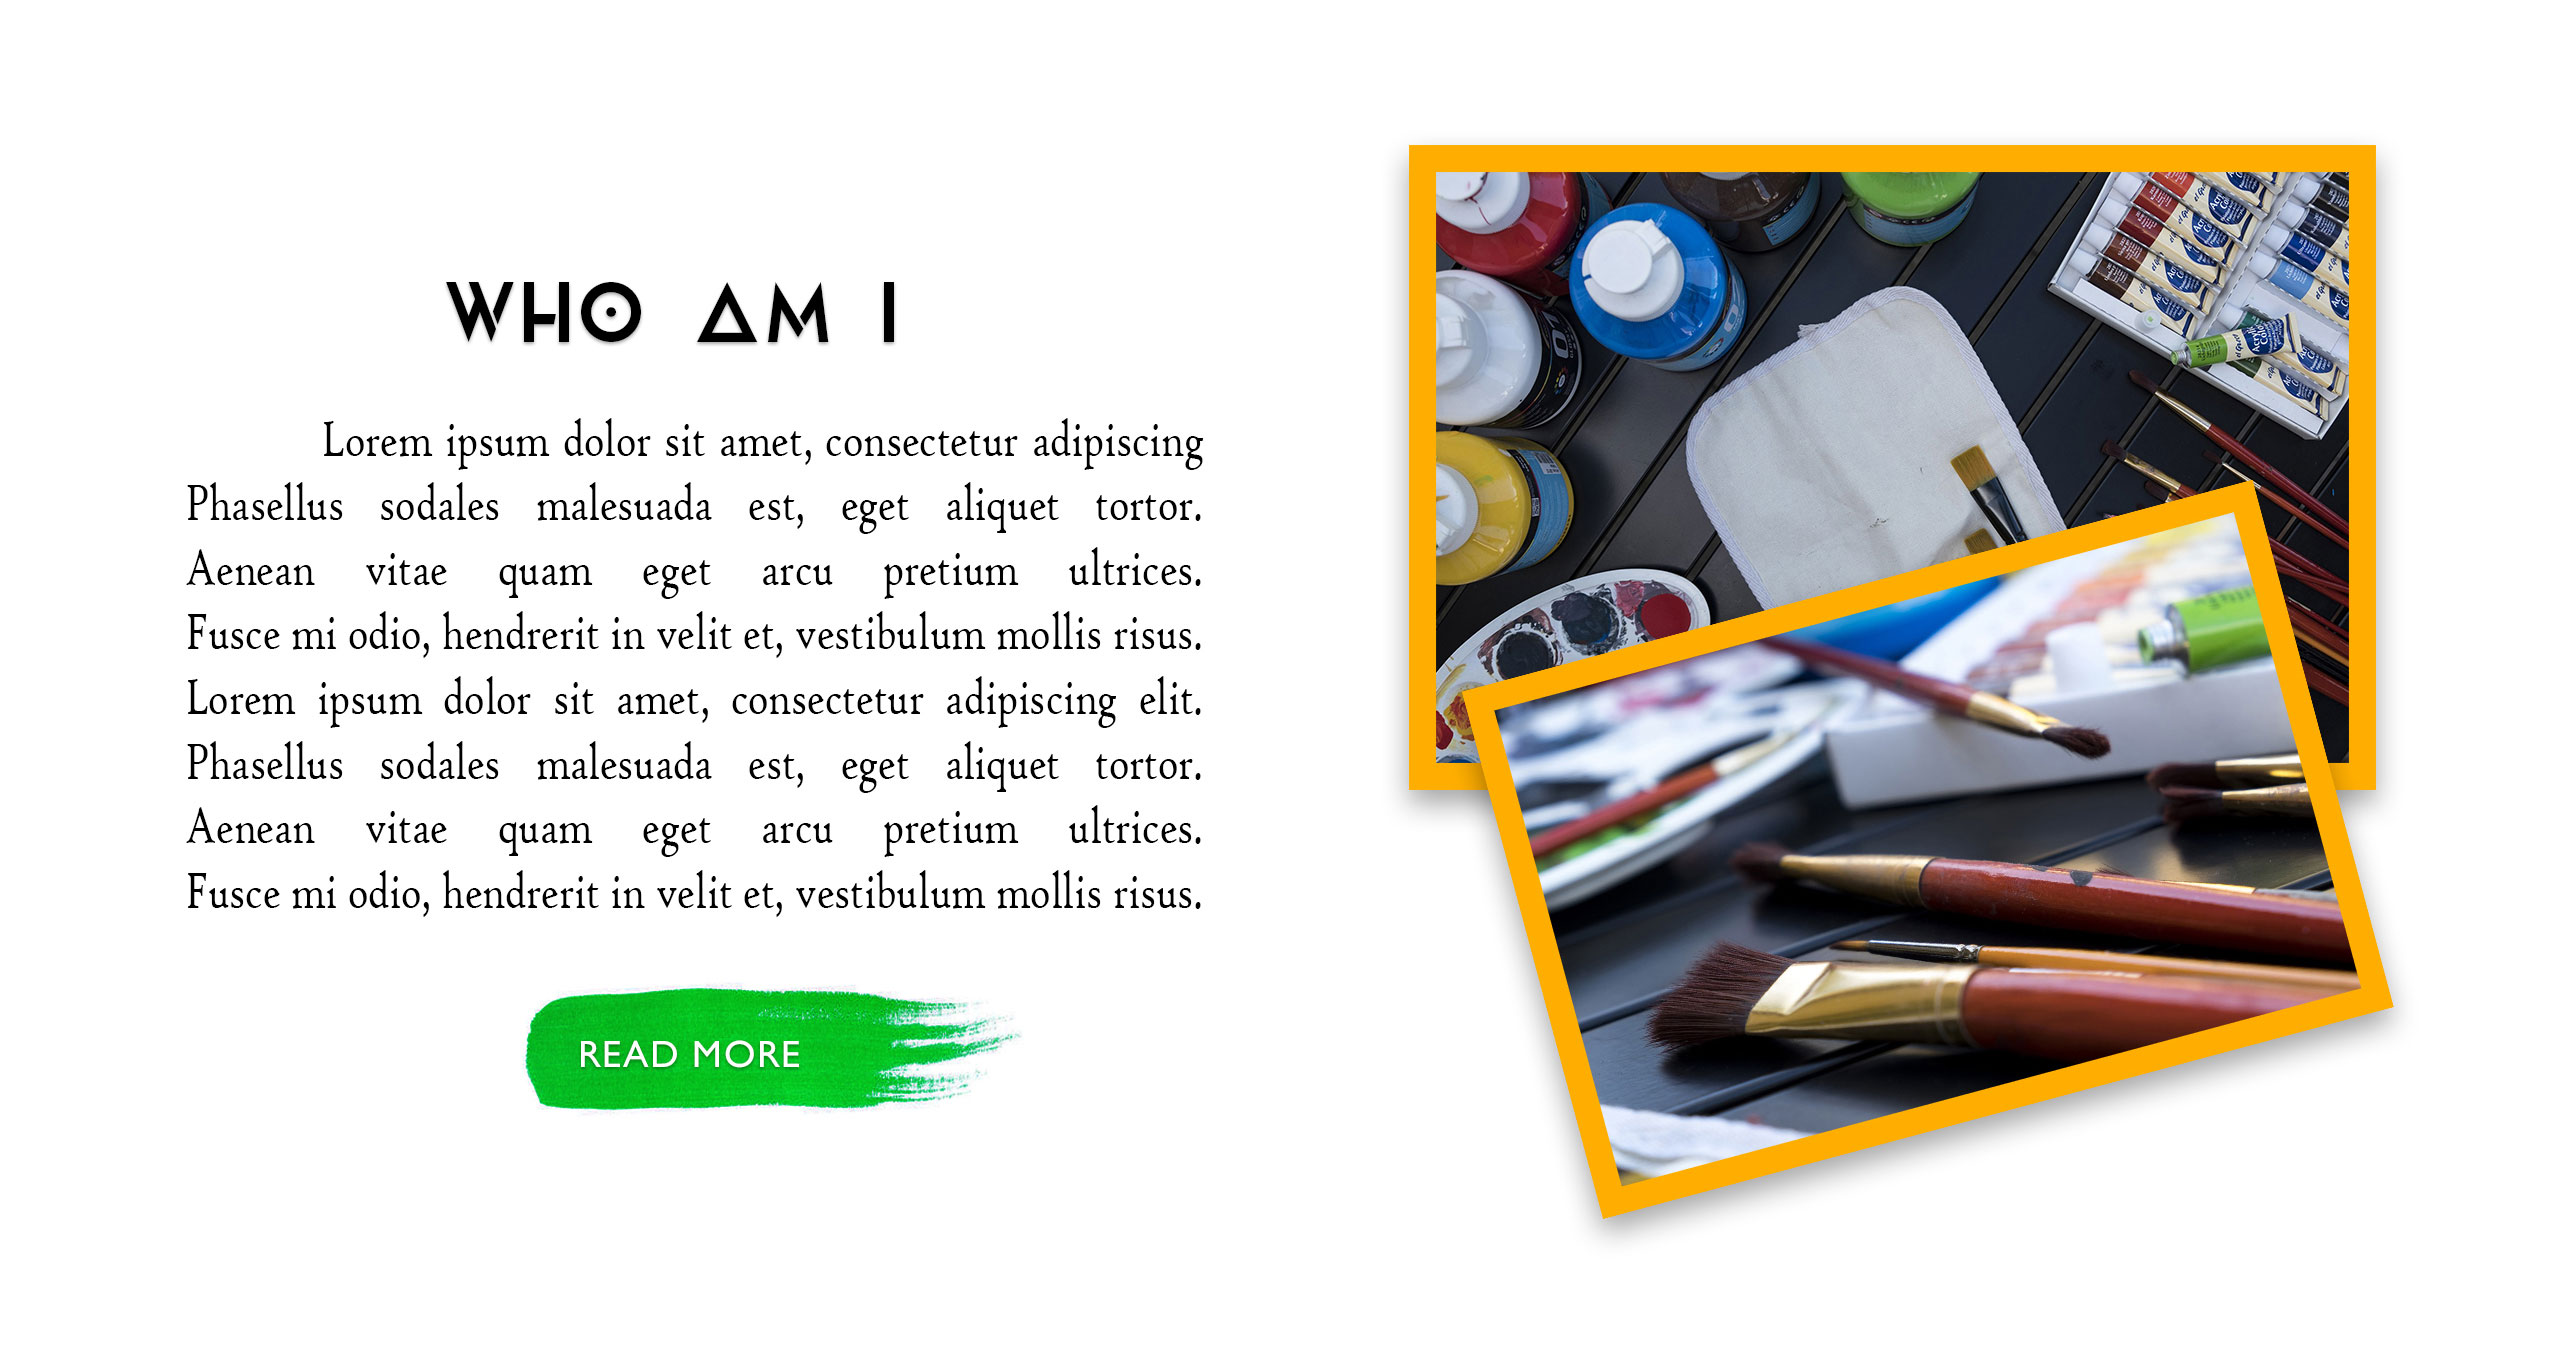 WHO AM I
Lorem ipsum dolor sit amet, consectetur adipiscing
Phasellus sodales malesuada est, eget aliquet tortor.
Aenean vitae quam eget arcu pretium ultrices.
Fusce mi odio, hendrerit in velit et, vestibulum mollis risus.
Lorem ipsum dolor sit amet, consectetur adipiscing elit.
Phasellus sodales malesuada est, eget aliquet tortor.
Aenean vitae quam eget arcu pretium ultrices.
Fusce mi odio, hendrerit in velit et, vestibulum mollis risus.
READ MORE